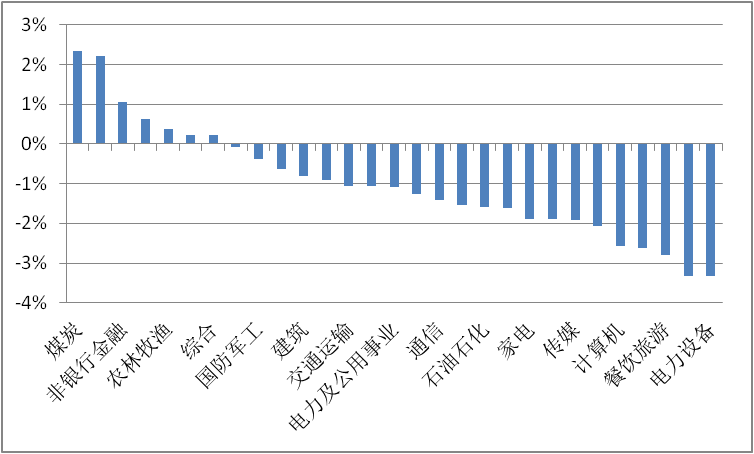 3%
2%
1%
0%
-1%
-2%
-3%
-4%
煤炭
非银行金融
农林牧渔
综合
国防军工
建筑
交通运输
电力及公用事业
通信
石油石化
家电
传媒
计算机
餐饮旅游
电力设备